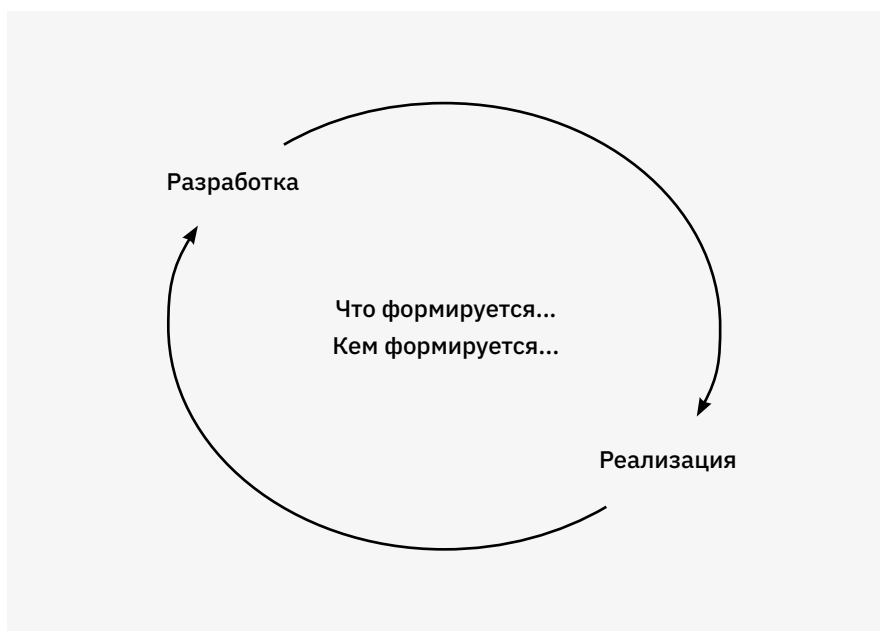 Разработка
Что формируется...
Кем формируется...
Реализация